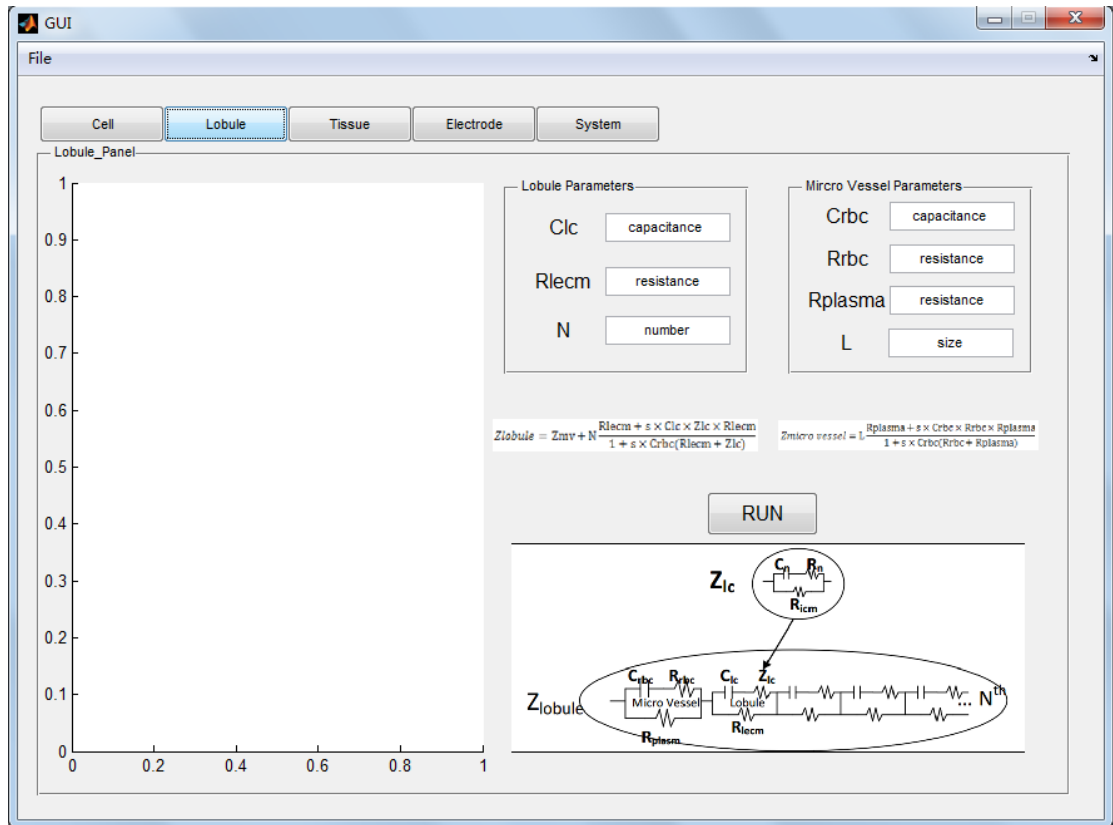 GUI
File
Cell Lobule Tissue Electrode System
Lobule_Panel
1
0.9
0.8
0.7
0.6
0.5
0.4
0.3
0.2
0.1
0
0 0.2 0.4 0.6 0.8 1
Lobule Parameters
Clc capacitance
Rlecm resistance
N number
Mircro Vessel Parameters
Crbc capacitance
Rrbc resistance
Rplasma resistance
L size
Zlobule = Zmv + N (Rlecm + s × Clc × Zlc × Rlecm) / (1 + s × Crbc(Rlecm + Zlc))
Zmicro vessel = L (Rplasma + s × Crbc × Rrbc × Rplasma) / (1 + s × Crbc(Rrbc + Rplasma))
RUN
Zlc
Cn Rn
Ricm
Crbc Rrbc Clc Zlc
Zlobule Micro Vessel Lobule ... Nth
Rplasm Rlecm